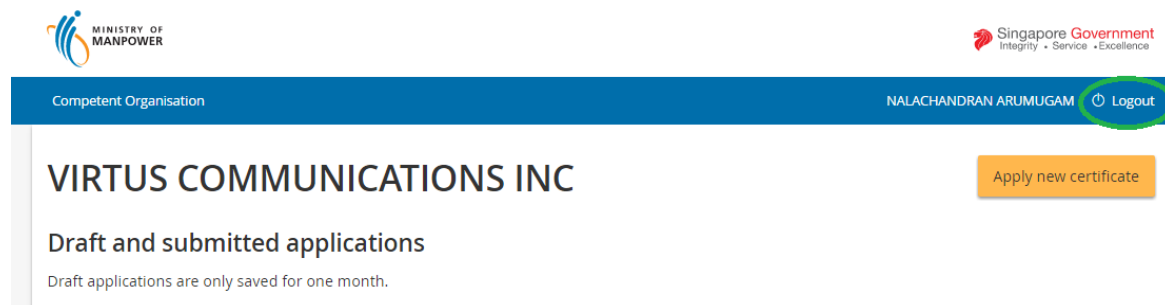 MINISTRY OF
MANPOWER
Singapore Government
Integrity • Service • Excellence
Competent Organisation
NALACHANDRAN ARUMUGAM Logout
VIRTUS COMMUNICATIONS INC
Apply new certificate
Draft and submitted applications
Draft applications are only saved for one month.